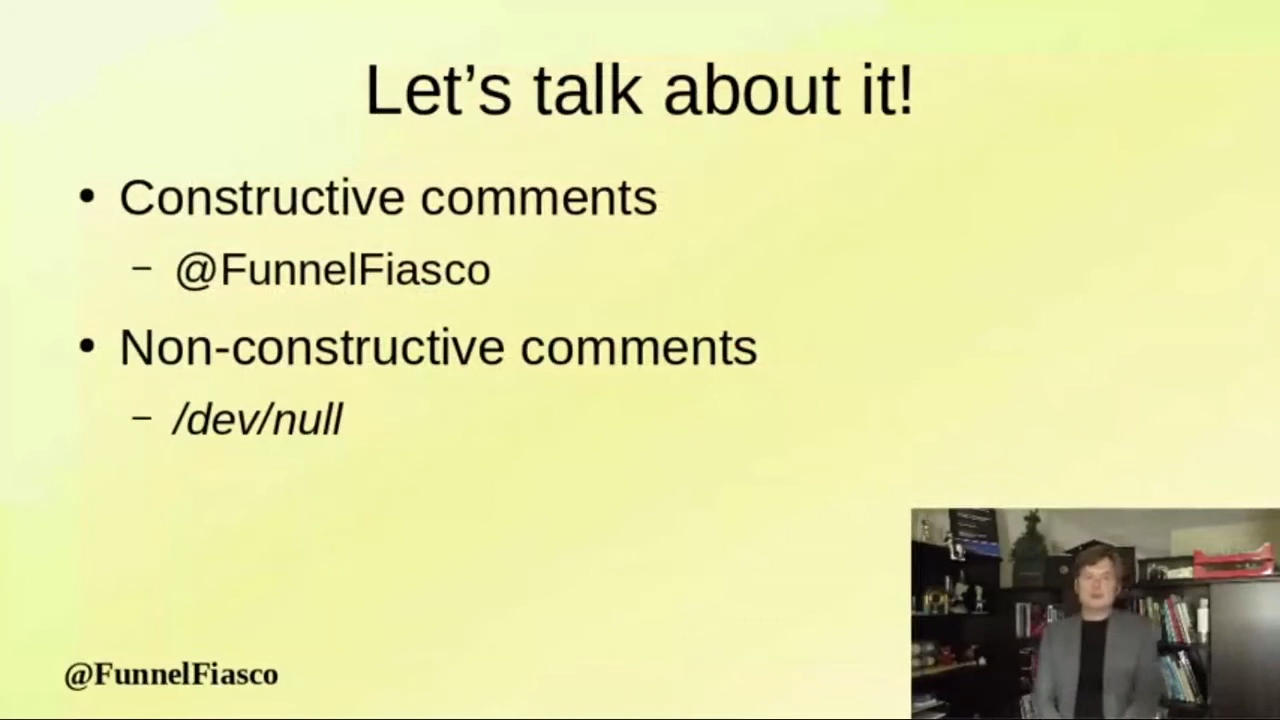 Let’s talk about it!
• Constructive comments
– @FunnelFiasco
• Non-constructive comments
– /dev/null
@FunnelFiasco